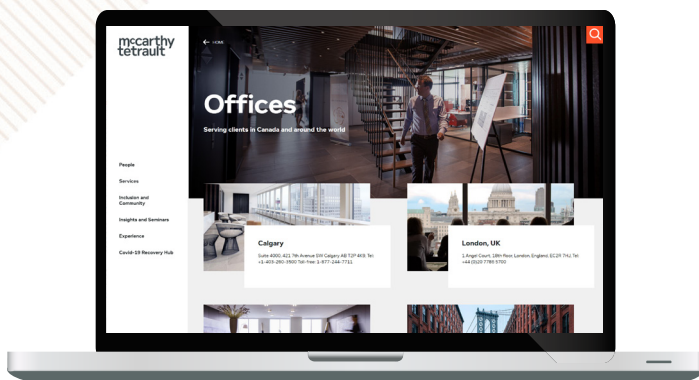 mccarthy
tetrault
← HOME
Offices
Serving clients in Canada and around the world
People
Services
Inclusion and
Community
Insights and Seminars
Experience
Covid-19 Recovery Hub
Calgary
Suite 4000, 421 7th Avenue SW Calgary AB T2P 4K9, Tel:
+1-403-260-3500 Toll-free: 1-877-244-7711
London, UK
1 Angel Court, 18th floor, London, England, EC2R 7HJ, Tel:
+44 (0)20 7786 5700